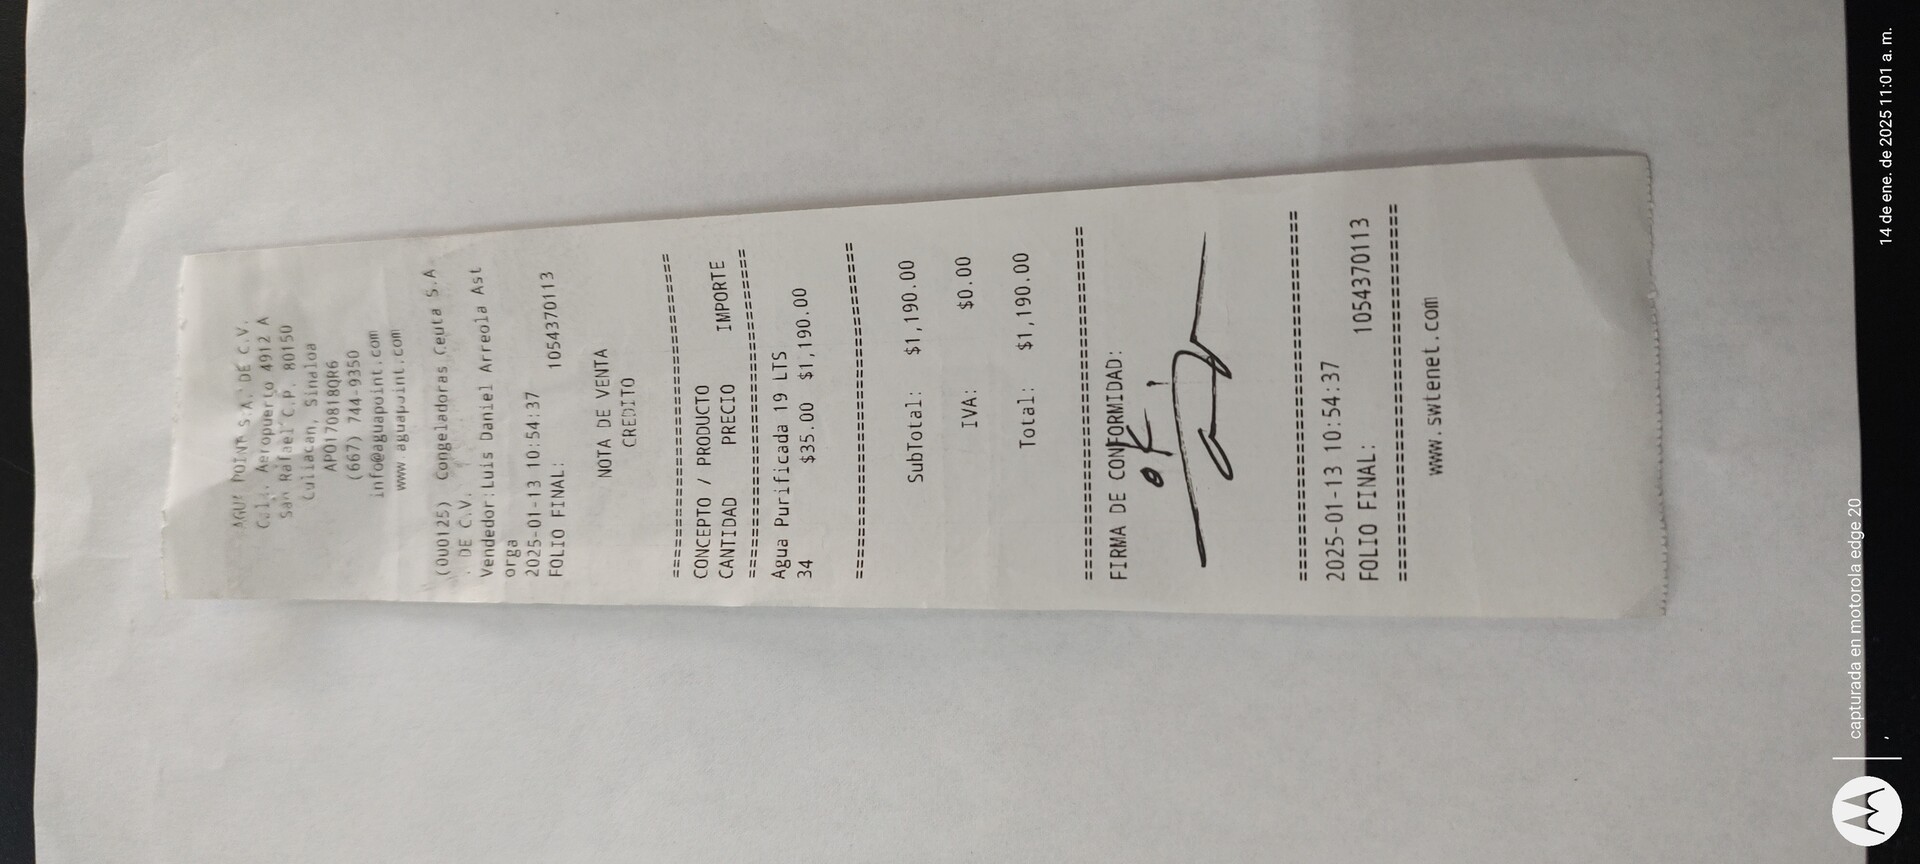 AGUA POINT S.A. DE C.V.
Calz. Aeropuerto 4912 A
San Rafael C.P. 80150
Culiacan, Sinaloa
APO170818QR6
(667) 744-9350
info@aguapoint.com
www.aguapoint.com
(000125) Congeladoras Ceuta S.A
. DE C.V.
Vendedor:Luis Daniel Arreola Ast
orga
2025-01-13 10:54:37
FOLIO FINAL: 1054370113
NOTA DE VENTA
CREDITO
================================
CONCEPTO / PRODUCTO
CANTIDAD PRECIO IMPORTE
================================
Agua Purificada 19 LTS
34 $35.00 $1,190.00
================================
SubTotal: $1,190.00
IVA: $0.00
Total: $1,190.00
================================
FIRMA DE CONFORMIDAD:
OK
================================
2025-01-13 10:54:37
FOLIO FINAL: 1054370113
================================
www.swtenet.com
capturada en motorola edge 20
14 de ene. de 2025 11:01 a. m.